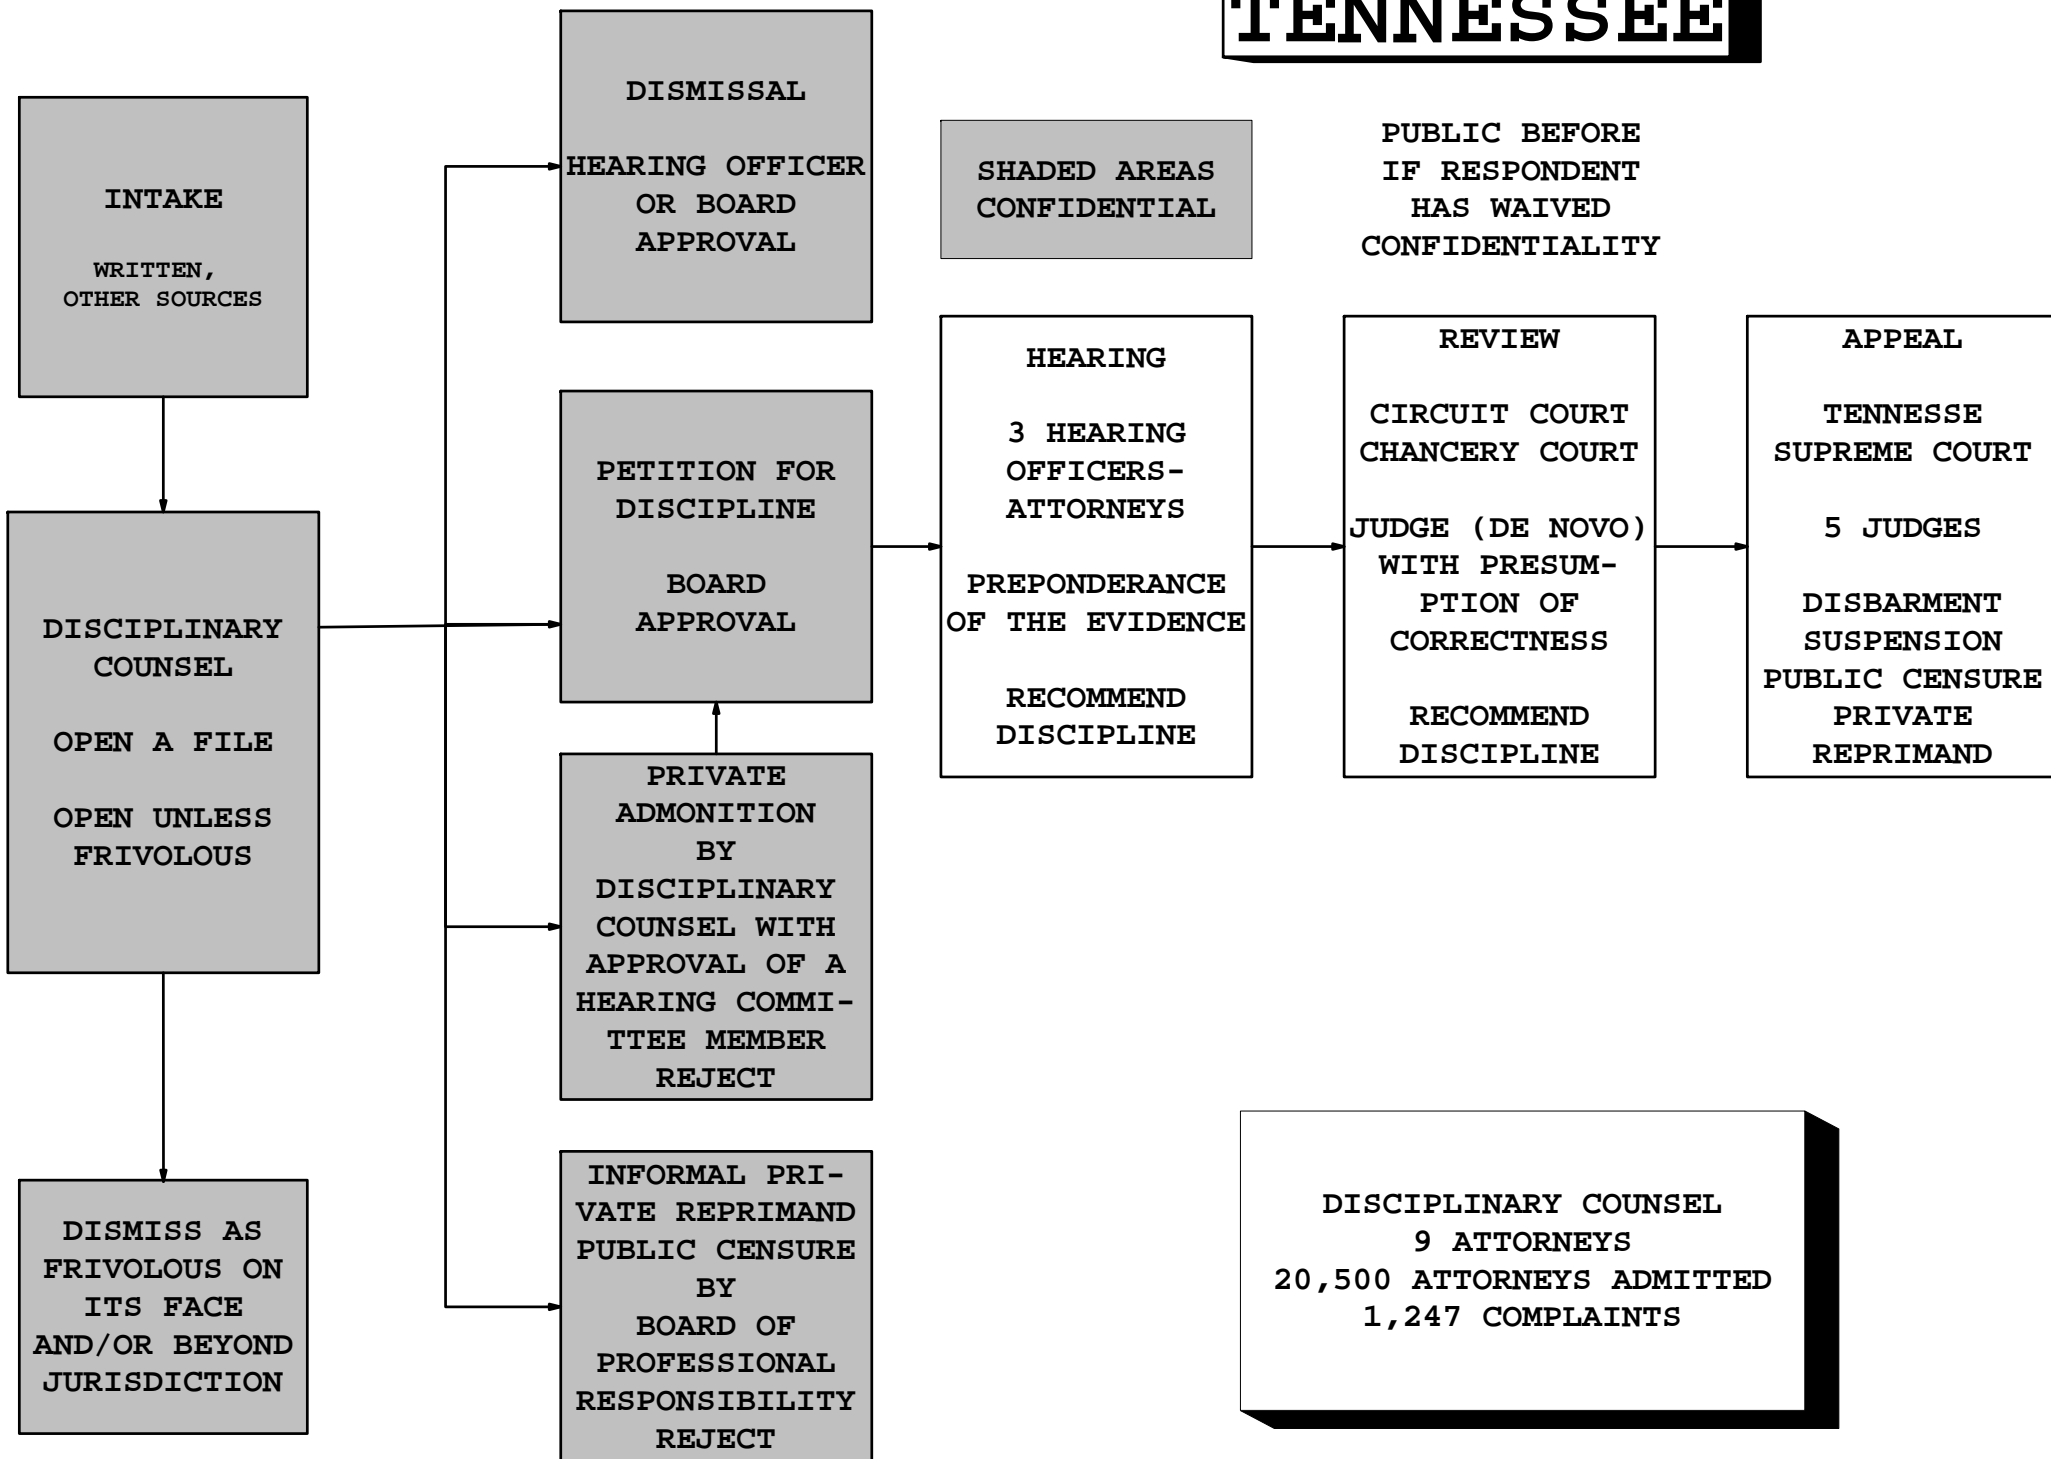 TENNESSEE
INTAKE
WRITTEN,
OTHER SOURCES
DISCIPLINARY
COUNSEL
OPEN A FILE
OPEN UNLESS
FRIVOLOUS
DISMISS AS
FRIVOLOUS ON
ITS FACE
AND/OR BEYOND
JURISDICTION
DISMISSAL
HEARING OFFICER
OR BOARD
APPROVAL
PETITION FOR
DISCIPLINE
BOARD
APPROVAL
PRIVATE
ADMONITION
BY
DISCIPLINARY
COUNSEL WITH
APPROVAL OF A
HEARING COMMI-
TTEE MEMBER
REJECT
INFORMAL PRI-
VATE REPRIMAND
PUBLIC CENSURE
BY
BOARD OF
PROFESSIONAL
RESPONSIBILITY
REJECT
SHADED AREAS
CONFIDENTIAL
PUBLIC BEFORE
IF RESPONDENT
HAS WAIVED
CONFIDENTIALITY
HEARING
3 HEARING
OFFICERS-
ATTORNEYS
PREPONDERANCE
OF THE EVIDENCE
RECOMMEND
DISCIPLINE
REVIEW
CIRCUIT COURT
CHANCERY COURT
JUDGE (DE NOVO)
WITH PRESUM-
PTION OF
CORRECTNESS
RECOMMEND
DISCIPLINE
APPEAL
TENNESSE
SUPREME COURT
5 JUDGES
DISBARMENT
SUSPENSION
PUBLIC CENSURE
PRIVATE
REPRIMAND
DISCIPLINARY COUNSEL
9 ATTORNEYS
20,500 ATTORNEYS ADMITTED
1,247 COMPLAINTS